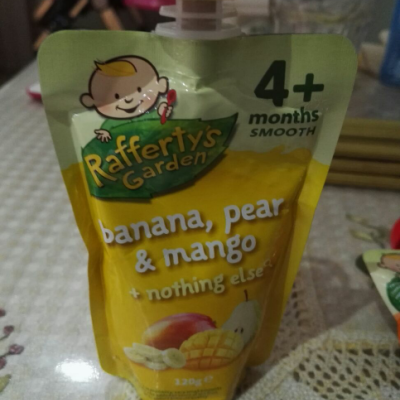 4+
months
SMOOTH
Rafferty's
Garden
banana, pear
& mango
+ nothing else
120g e